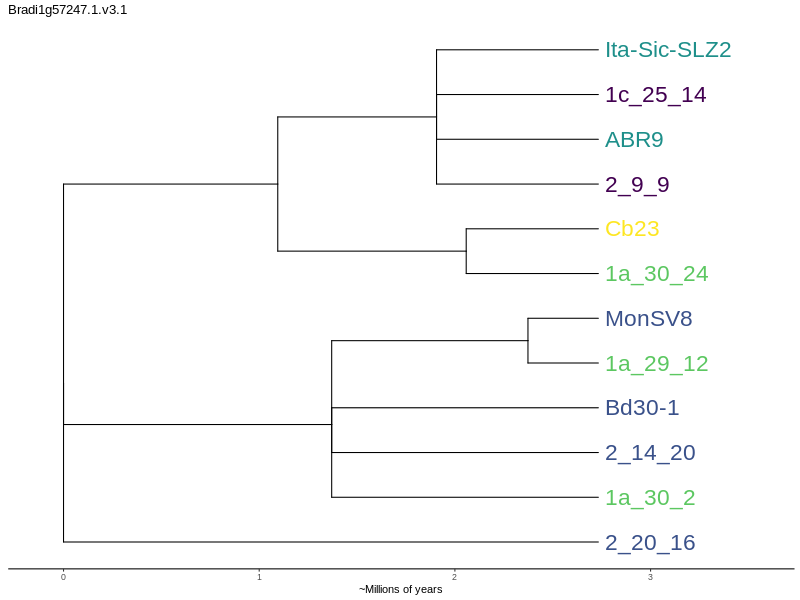 Bradi1g57247.1.v3.1
Ita-Sic-SLZ2
1c_25_14
ABR9
2_9_9
Cb23
1a_30_24
MonSV8
1a_29_12
Bd30-1
2_14_20
1a_30_2
2_20_16
0 1 2 3
~Millions of years